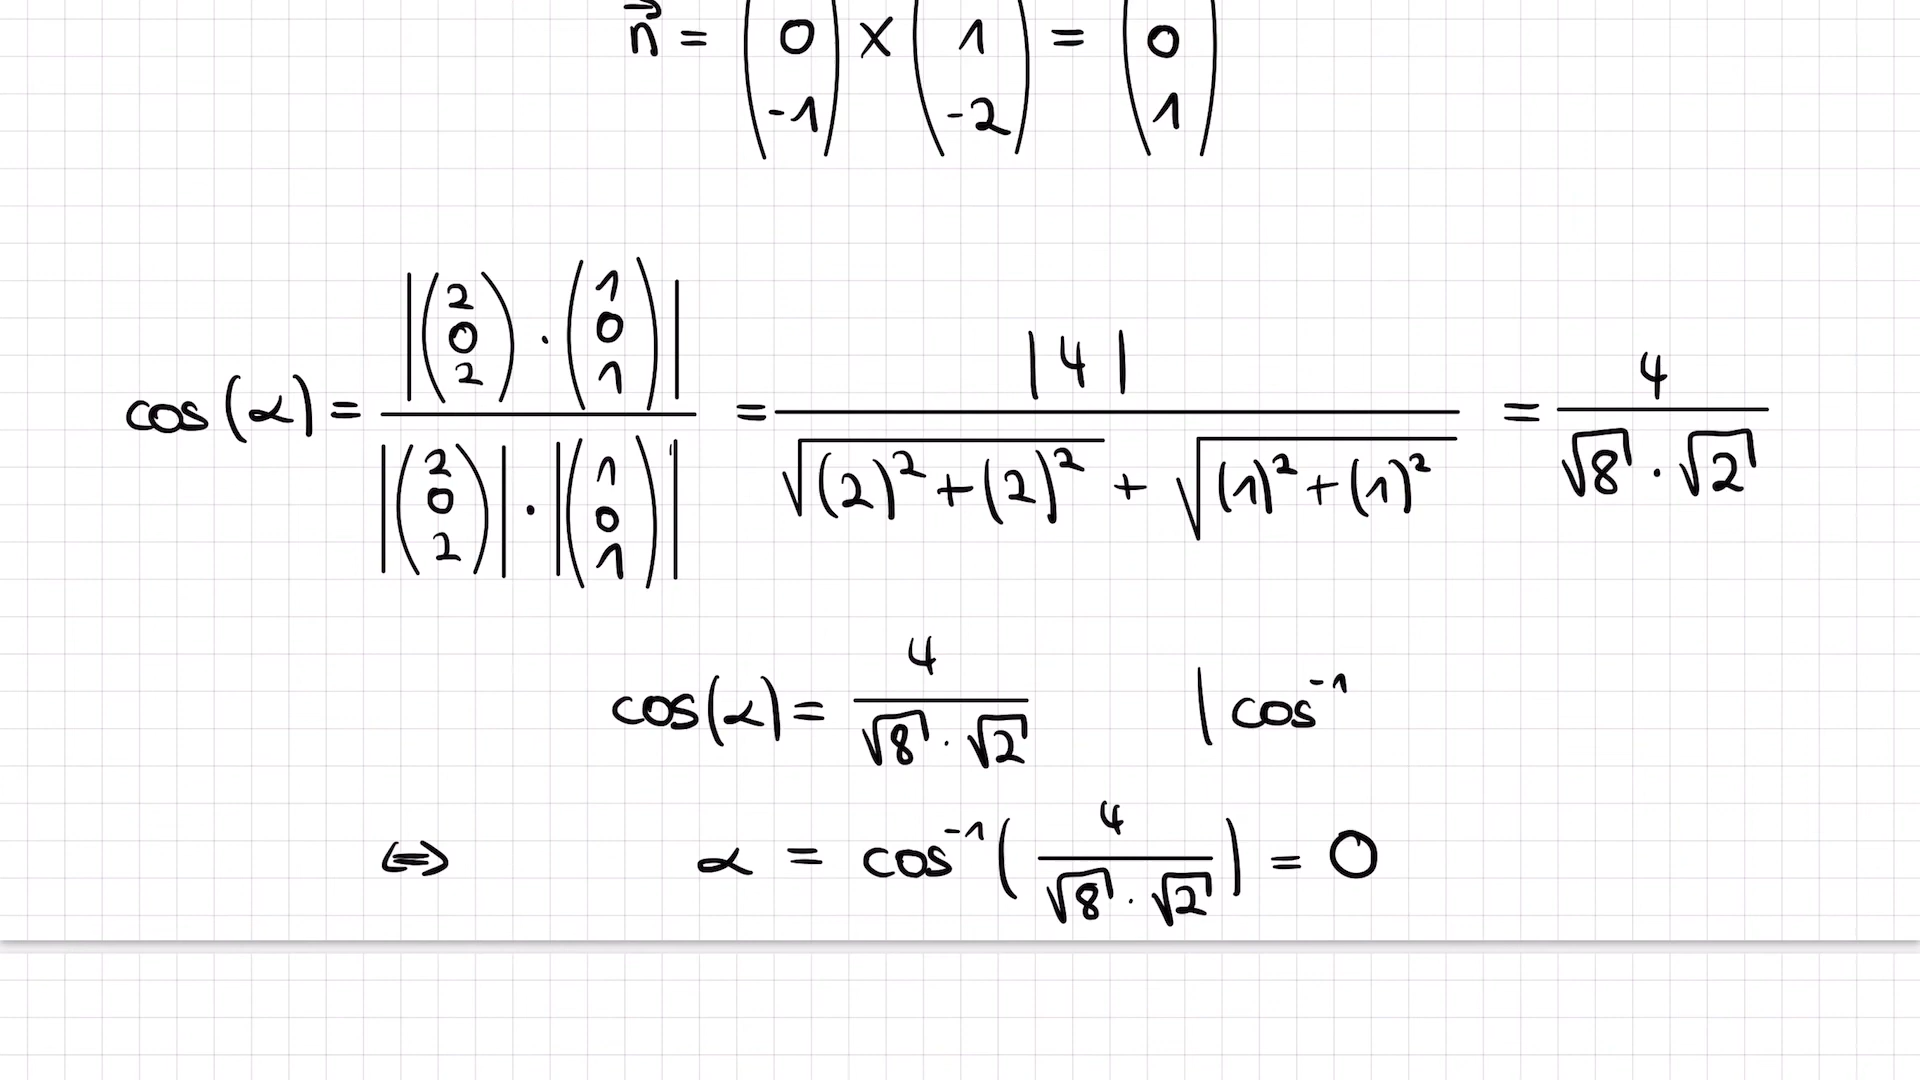 n⃗ = (0 -1) × (1 -2) = (0 1)
cos(α) = |(2 0 2) · (1 0 1)| / |(2 0 2)| · |(1 0 1)| = |4| / √((2)² + (2)²) + √((1)² + (1)²) = 4 / √8 · √2
cos(α) = 4 / √8 · √2 | cos⁻¹
⇔ α = cos⁻¹(4 / √8 · √2) = 0